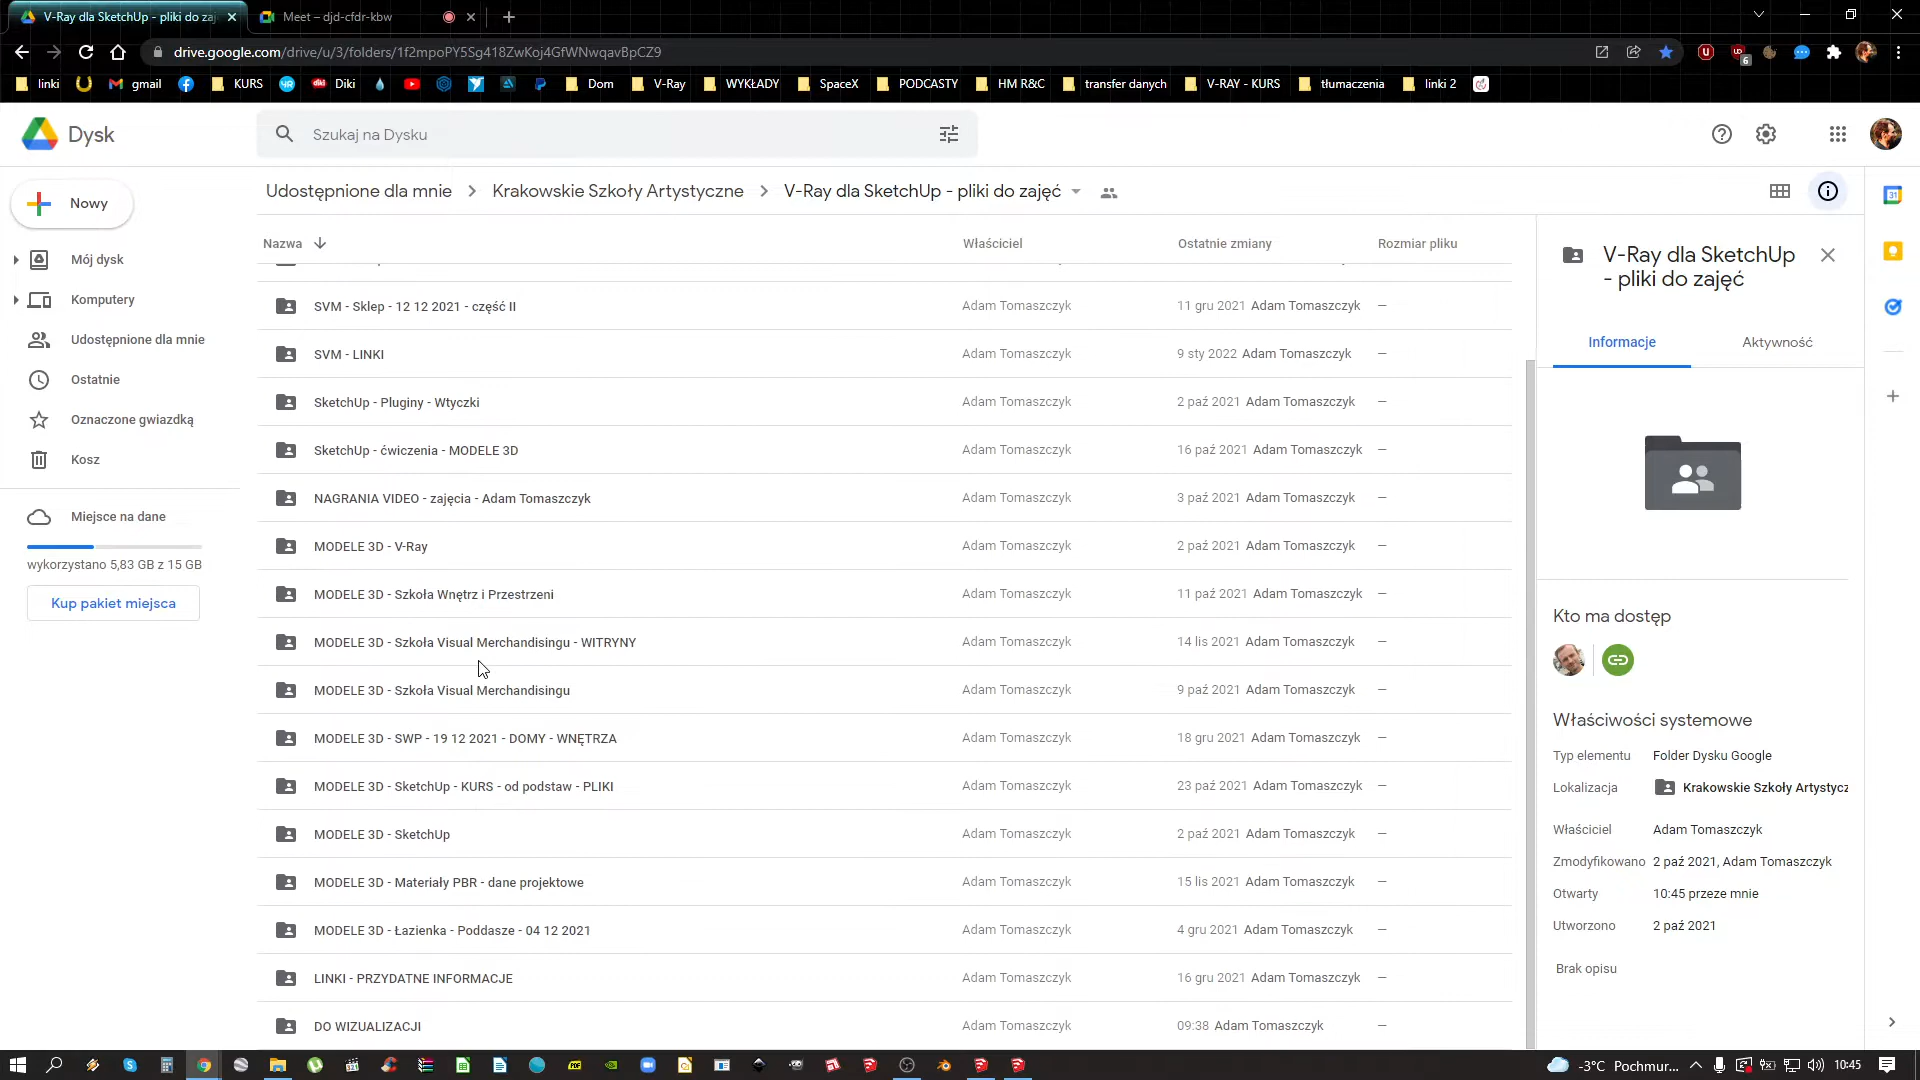 V-Ray dla SketchUp - pliki do zaj
Meet – djd-cfdr-kbw
drive.google.com/drive/u/3/folders/1f2mpoPY5Sg418ZwKoj4GfWNwqavBpCZ9
6
linki
gmail
KURS
Diki
Dom
V-Ray
WYKŁADY
SpaceX
PODCASTY
HM R&C
transfer danych
V-RAY - KURS
tłumaczenia
linki 2
Dysk
Szukaj na Dysku
Nowy
Mój dysk
Komputery
Udostępnione dla mnie
Ostatnie
Oznaczone gwiazdką
Kosz
Miejsce na dane
wykorzystano 5,83 GB z 15 GB
Kup pakiet miejsca
Udostępnione dla mnie
Krakowskie Szkoły Artystyczne
V-Ray dla SketchUp - pliki do zajęć
Nazwa Właściciel Ostatnie zmiany Rozmiar pliku
SVM - Sklep - 12 12 2021 - część II Adam Tomaszczyk 11 gru 2021 Adam Tomaszczyk —
SVM - LINKI Adam Tomaszczyk 9 sty 2022 Adam Tomaszczyk —
SketchUp - Pluginy - Wtyczki Adam Tomaszczyk 2 paź 2021 Adam Tomaszczyk —
SketchUp - ćwiczenia - MODELE 3D Adam Tomaszczyk 16 paź 2021 Adam Tomaszczyk —
NAGRANIA VIDEO - zajęcia - Adam Tomaszczyk Adam Tomaszczyk 3 paź 2021 Adam Tomaszczyk —
MODELE 3D - V-Ray Adam Tomaszczyk 2 paź 2021 Adam Tomaszczyk —
MODELE 3D - Szkoła Wnętrz i Przestrzeni Adam Tomaszczyk 11 paź 2021 Adam Tomaszczyk —
MODELE 3D - Szkoła Visual Merchandisingu - WITRYNY Adam Tomaszczyk 14 lis 2021 Adam Tomaszczyk —
MODELE 3D - Szkoła Visual Merchandisingu Adam Tomaszczyk 9 paź 2021 Adam Tomaszczyk —
MODELE 3D - SWP - 19 12 2021 - DOMY - WNĘTRZA Adam Tomaszczyk 18 gru 2021 Adam Tomaszczyk —
MODELE 3D - SketchUp - KURS - od podstaw - PLIKI Adam Tomaszczyk 23 paź 2021 Adam Tomaszczyk —
MODELE 3D - SketchUp Adam Tomaszczyk 2 paź 2021 Adam Tomaszczyk —
MODELE 3D - Materiały PBR - dane projektowe Adam Tomaszczyk 15 lis 2021 Adam Tomaszczyk —
MODELE 3D - Łazienka - Poddasze - 04 12 2021 Adam Tomaszczyk 4 gru 2021 Adam Tomaszczyk —
LINKI - PRZYDATNE INFORMACJE Adam Tomaszczyk 16 gru 2021 Adam Tomaszczyk —
DO WIZUALIZACJI Adam Tomaszczyk 09:38 Adam Tomaszczyk —
V-Ray dla SketchUp
- pliki do zajęć
Informacje
Aktywność
Kto ma dostęp
Właściwości systemowe
Typ elementu Folder Dysku Google
Lokalizacja Krakowskie Szkoły Artystycz
Właściciel Adam Tomaszczyk
Zmodyfikowano 2 paź 2021, Adam Tomaszczyk
Otwarty 10:45 przeze mnie
Utworzono 2 paź 2021
Brak opisu
31
-3°C Pochmur...
10:45